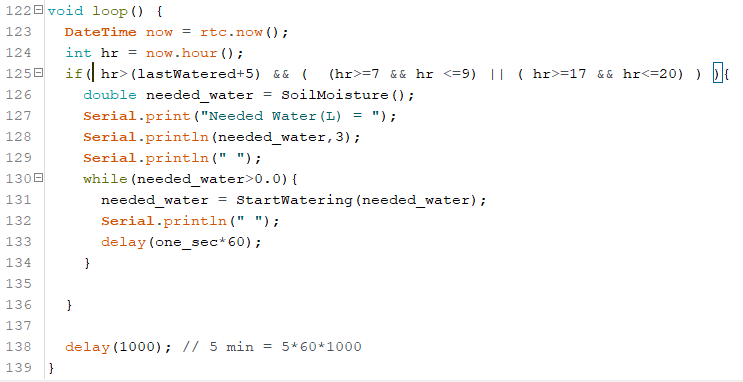 122 void loop() {
123   DateTime now = rtc.now();
124   int hr = now.hour();
125   if( hr>(lastWatered+5) && (  (hr>=7 && hr <=9) || ( hr>=17 && hr<=20) ) ){
126     double needed_water = SoilMoisture();
127     Serial.print("Needed Water(L) = ");
128     Serial.println(needed_water,3);
129     Serial.println(" ");
130     while(needed_water>0.0){
131       needed_water = StartWatering(needed_water);
132       Serial.println(" ");
133       delay(one_sec*60);
134     }
135
136   }
137
138   delay(1000); // 5 min = 5*60*1000
139 }